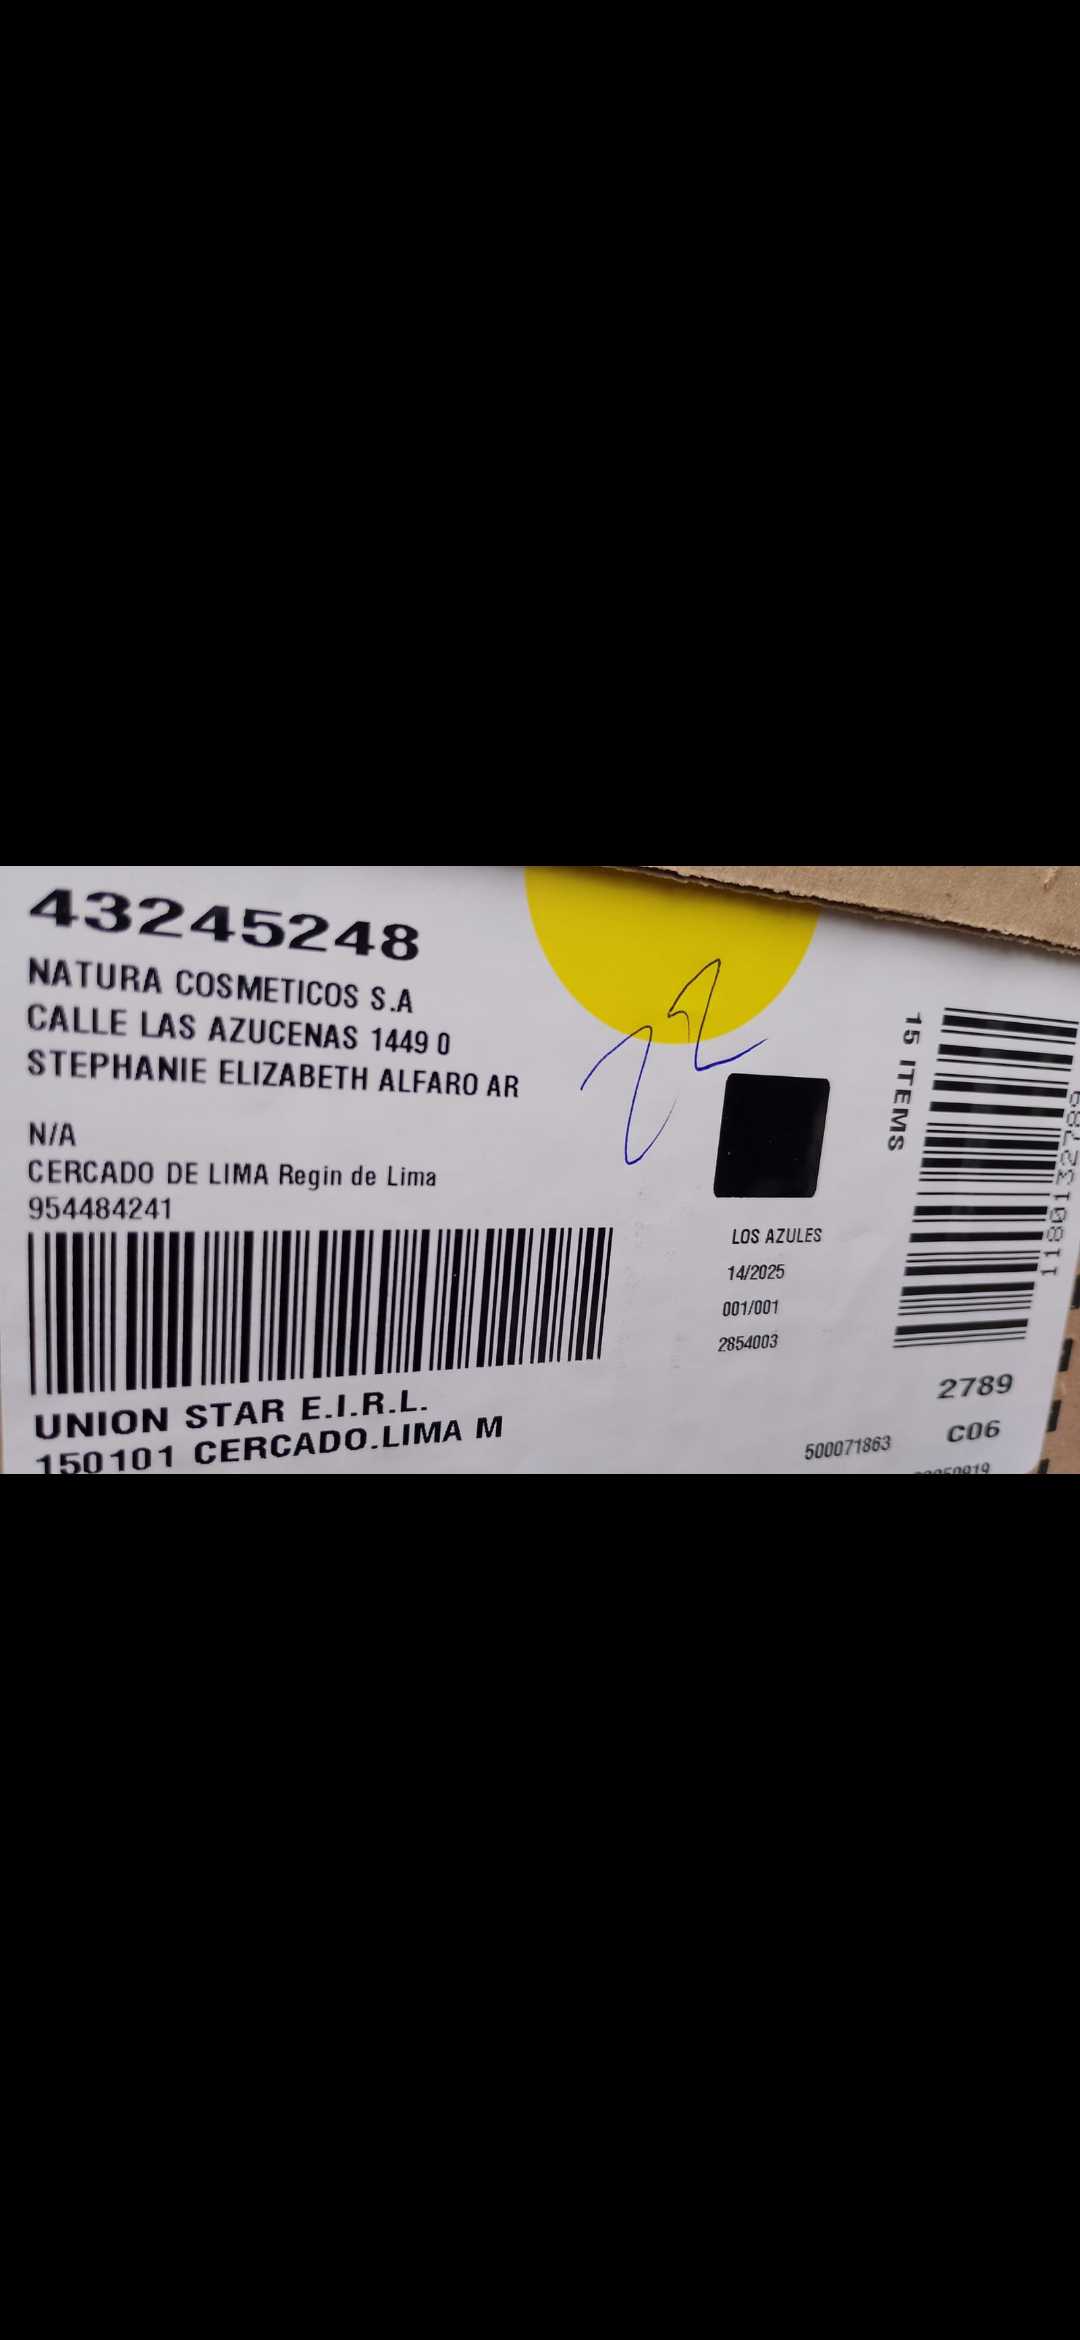 43245248
NATURA COSMETICOS S.A
CALLE LAS AZUCENAS 1449 0
STEPHANIE ELIZABETH ALFARO AR
N/A
CERCADO DE LIMA Regin de Lima
954484241
UNION STAR E.I.R.L.
150101 CERCADO.LIMA M
22
LOS AZULES
14/2025
001/001
2854003
15 ITEMS
1180132789
2789
C06
500071863